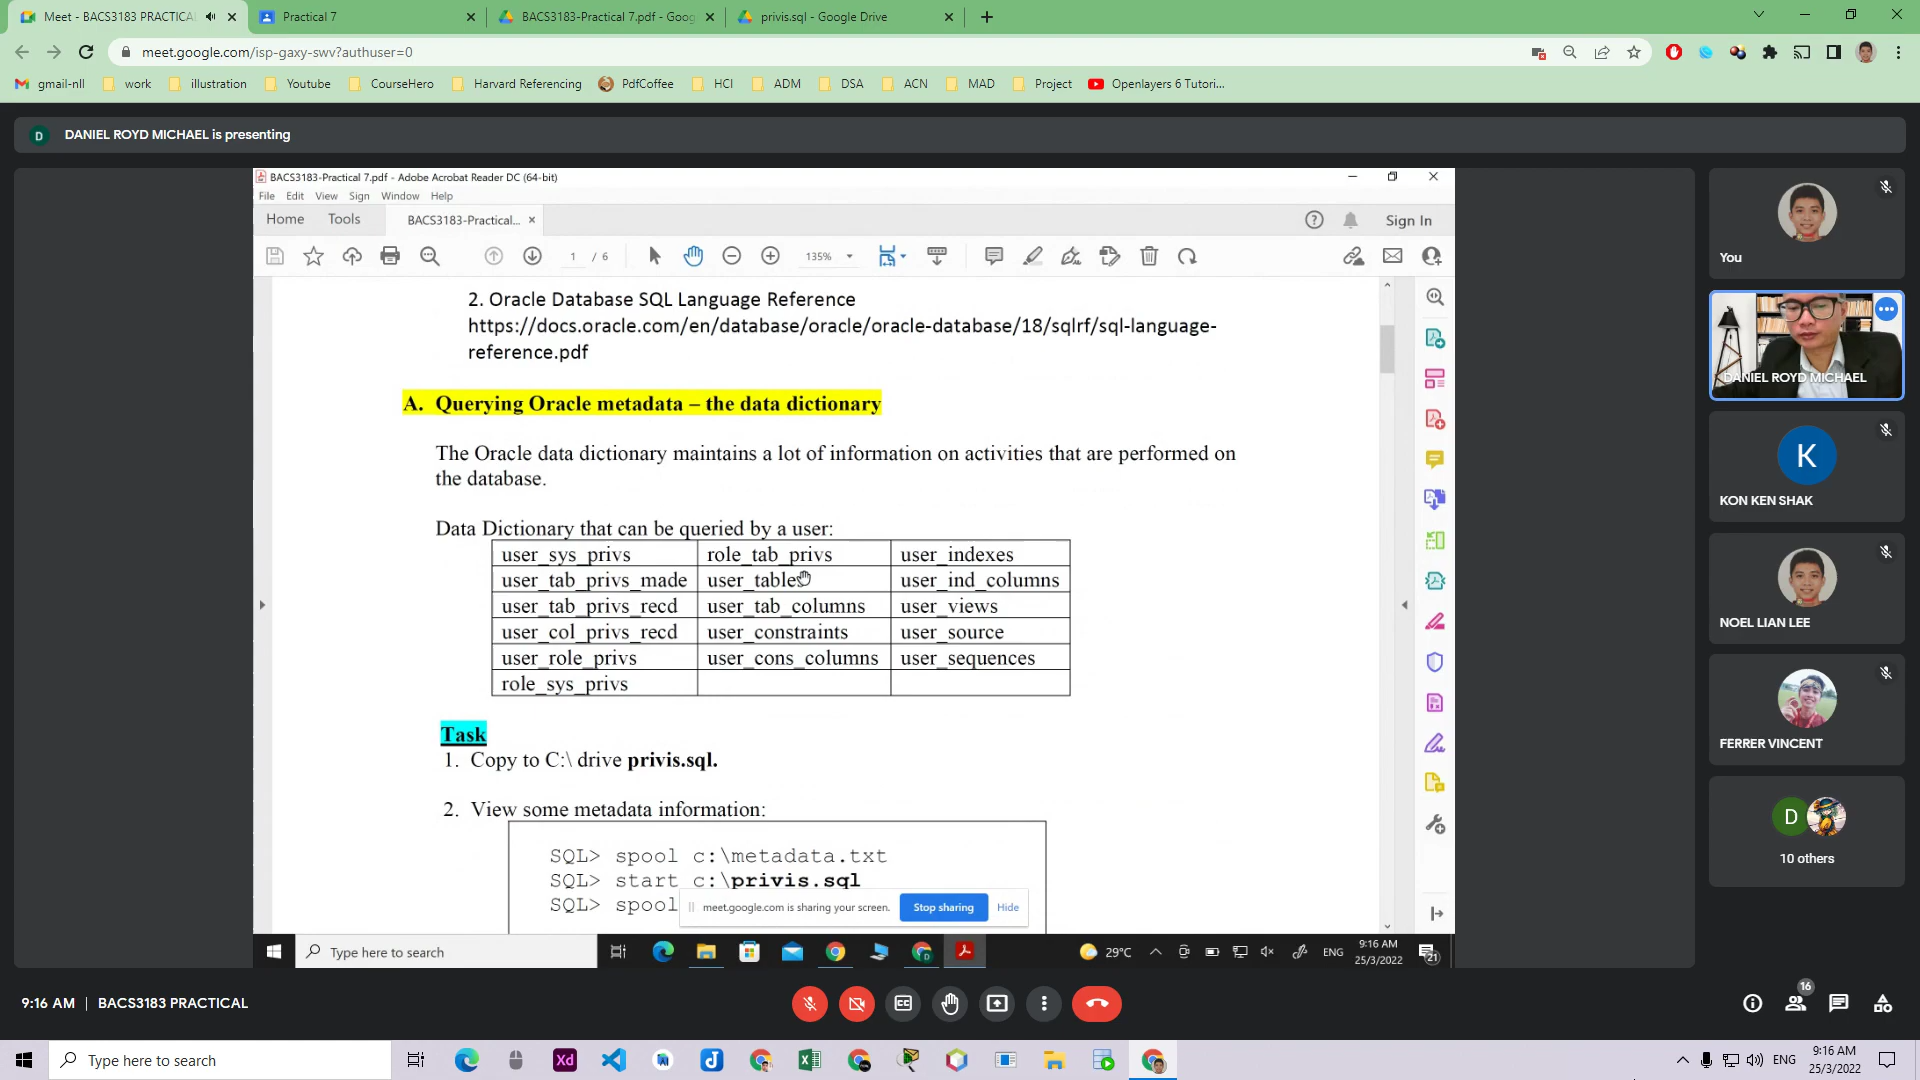 Meet - BACS3183 PRACTICA
Practical 7
BACS3183-Practical 7.pdf - Goog
privis.sql - Google Drive
meet.google.com/isp-gaxy-swv?authuser=0
gmail-nll
work
illustration
Youtube
CourseHero
Harvard Referencing
PdfCoffee
HCI
ADM
DSA
ACN
MAD
Project
Openlayers 6 Tutori...
D
DANIEL ROYD MICHAEL is presenting
BACS3183-Practical 7.pdf - Adobe Acrobat Reader DC (64-bit)
File Edit View Sign Window Help
Home Tools BACS3183-Practical... Sign In
1 / 6 135%
2. Oracle Database SQL Language Reference
https://docs.oracle.com/en/database/oracle/oracle-database/18/sqlrf/sql-language-
reference.pdf
A. Querying Oracle metadata – the data dictionary
The Oracle data dictionary maintains a lot of information on activities that are performed on
the database.
Data Dictionary that can be queried by a user:
user_sys_privs role_tab_privs user_indexes
user_tab_privs_made user_tables user_ind_columns
user_tab_privs_recd user_tab_columns user_views
user_col_privs_recd user_constraints user_source
user_role_privs user_cons_columns user_sequences
role_sys_privs
Task
1. Copy to C:\ drive privis.sql.
2. View some metadata information:
SQL> spool c:\metadata.txt
SQL> start c:\privis.sql
SQL> spool
meet.google.com is sharing your screen. Stop sharing Hide
Type here to search
29°C
ENG
9:16 AM
25/3/2022
21
You
DANIEL ROYD MICHAEL
K
KON KEN SHAK
NOEL LIAN LEE
FERRER VINCENT
D
10 others
9:16 AM | BACS3183 PRACTICAL
16
Type here to search
Xd
ENG
9:16 AM
25/3/2022